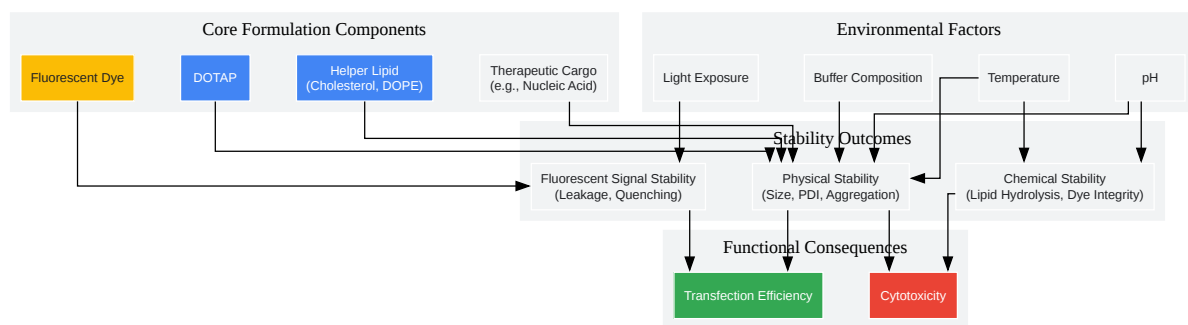 Core Formulation Components
Environmental Factors
Fluorescent Dye
DOTAP
Helper Lipid
(Cholesterol, DOPE)
Therapeutic Cargo
(e.g., Nucleic Acid)
Light Exposure
Buffer Composition
Temperature
pH
Stability Outcomes
Fluorescent Signal Stability
(Leakage, Quenching)
Physical Stability
(Size, PDI, Aggregation)
Chemical Stability
(Lipid Hydrolysis, Dye Integrity)
Functional Consequences
Transfection Efficiency
Cytotoxicity